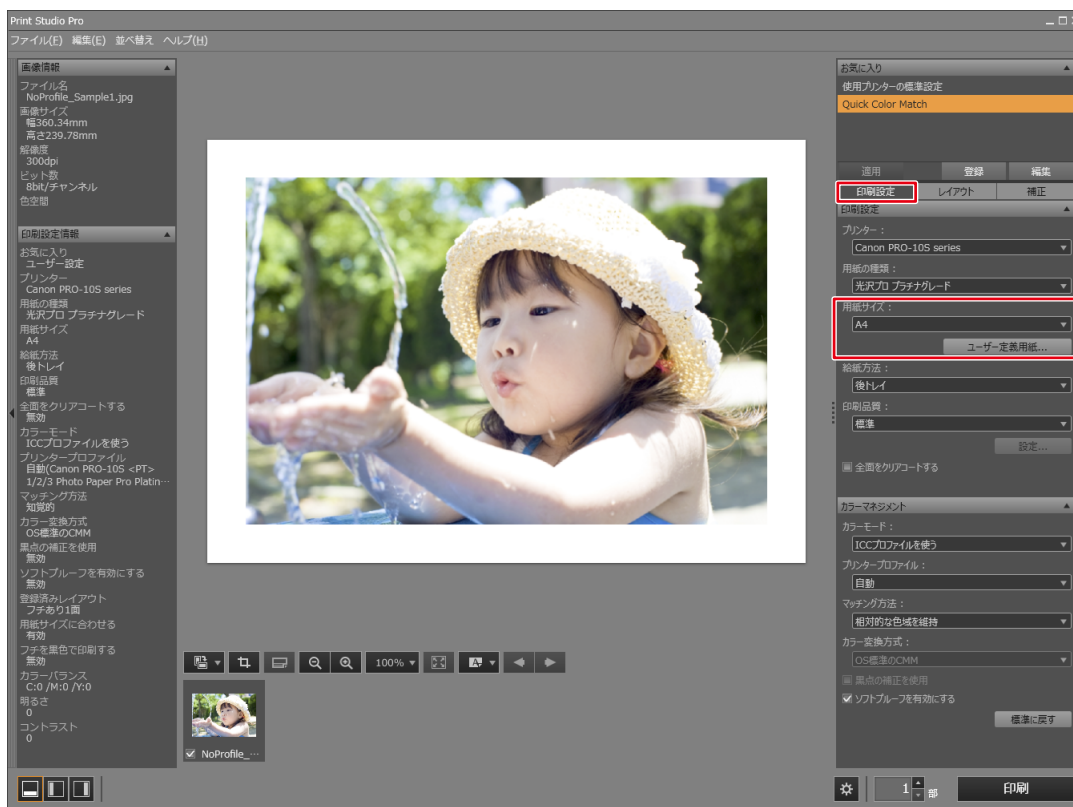 Print Studio Pro
ファイル(F) 編集(E) 並べ替え ヘルプ(H)
画像情報
ファイル名
NoProfile_Sample1.jpg
画像サイズ
幅360.34mm
高さ239.78mm
解像度
300dpi
ビット数
8bit/チャンネル
色空間
印刷設定情報
お気に入り
ユーザー設定
プリンター
Canon PRO-10S series
用紙の種類
光沢プロ プラチナグレード
用紙サイズ
A4
給紙方法
後トレイ
印刷品質
標準
全面をクリアコートする
無効
カラーモード
ICCプロファイルを使う
プリンタープロファイル
自動(Canon PRO-10S <PT>
1/2/3 Photo Paper Pro Platin…
マッチング方法
知覚的
カラー変換方式
OS標準のCMM
黒点の補正を使用
無効
ソフトプルーフを有効にする
無効
登録済みレイアウト
フチあり1面
用紙サイズに合わせる
有効
フチを黒色で印刷する
無効
カラーバランス
C:0 /M:0 /Y:0
明るさ
0
コントラスト
0
100%
NoProfile_…
お気に入り
使用プリンターの標準設定
Quick Color Match
適用 登録 編集
印刷設定 レイアウト 補正
印刷設定
プリンター：
Canon PRO-10S series
用紙の種類：
光沢プロ プラチナグレード
用紙サイズ：
A4
ユーザー定義用紙...
給紙方法：
後トレイ
印刷品質：
標準
設定...
全面をクリアコートする
カラーマネジメント
カラーモード：
ICCプロファイルを使う
プリンタープロファイル：
自動
マッチング方法：
相対的な色域を維持
カラー変換方式：
OS標準のCMM
黒点の補正を使用
ソフトプルーフを有効にする
標準に戻す
1 部 印刷